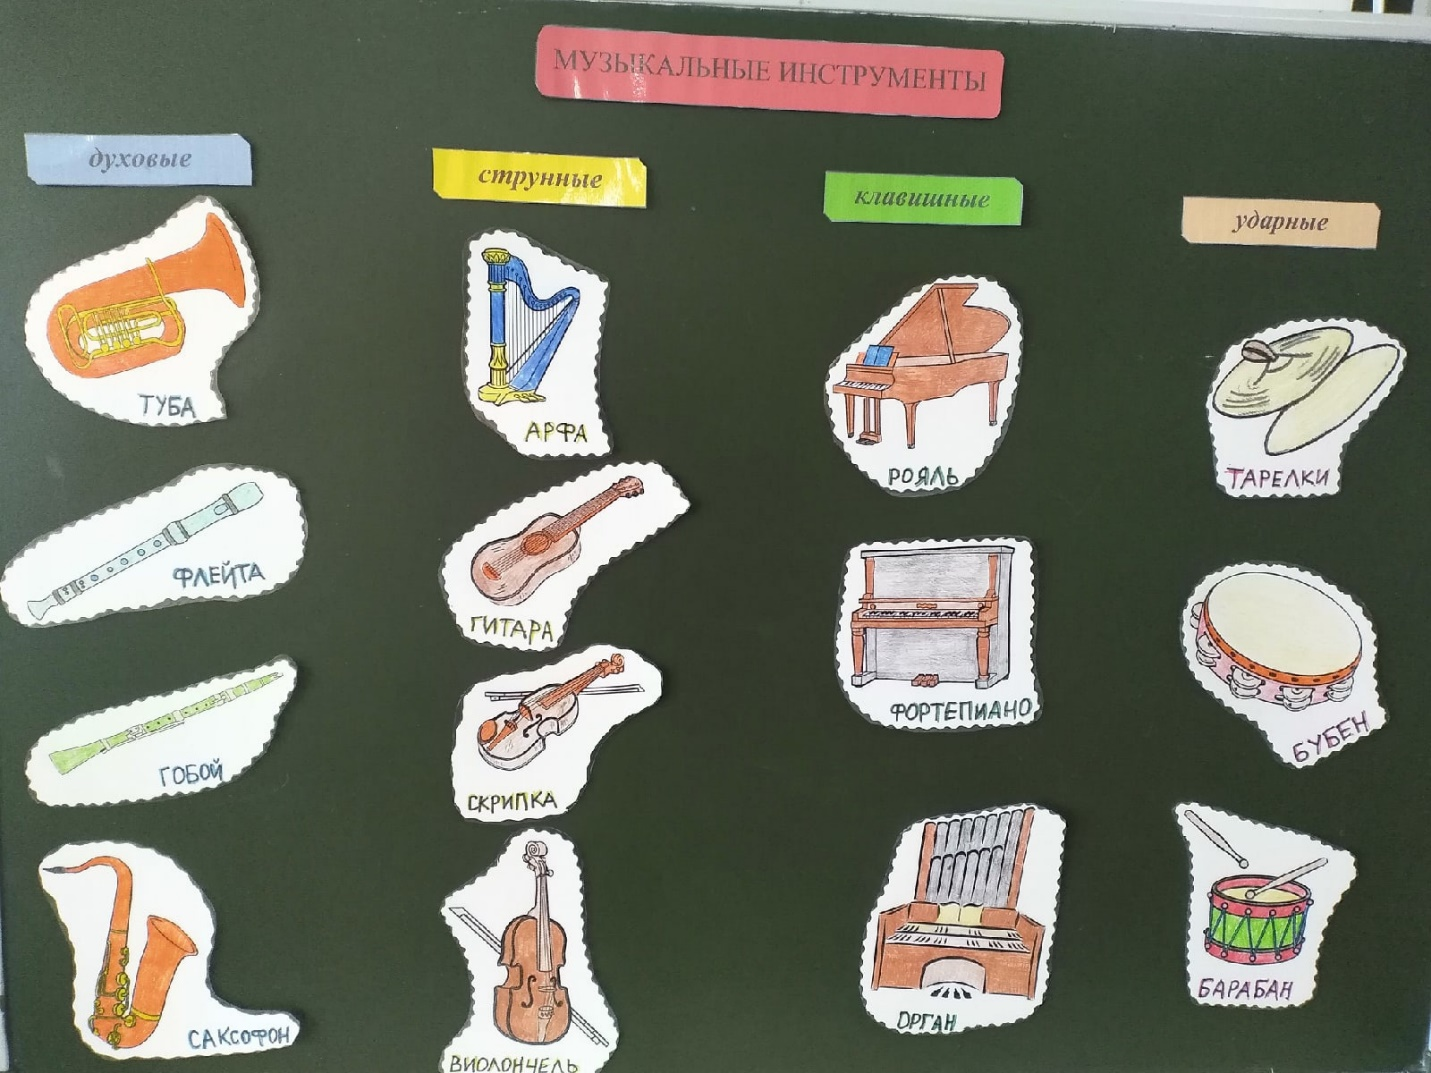 МУЗЫКАЛЬНЫЕ ИНСТРУМЕНТЫ
духовые
ТУБА
ФЛЕЙТА
ГОБОЙ
САКСОФОН
струнные
АРФА
ГИТАРА
СКРИПКА
ВИОЛОНЧЕЛЬ
клавишные
РОЯЛЬ
ФОРТЕПИАНО
ОРГАН
ударные
ТАРЕЛКИ
БУБЕН
БАРАБАН